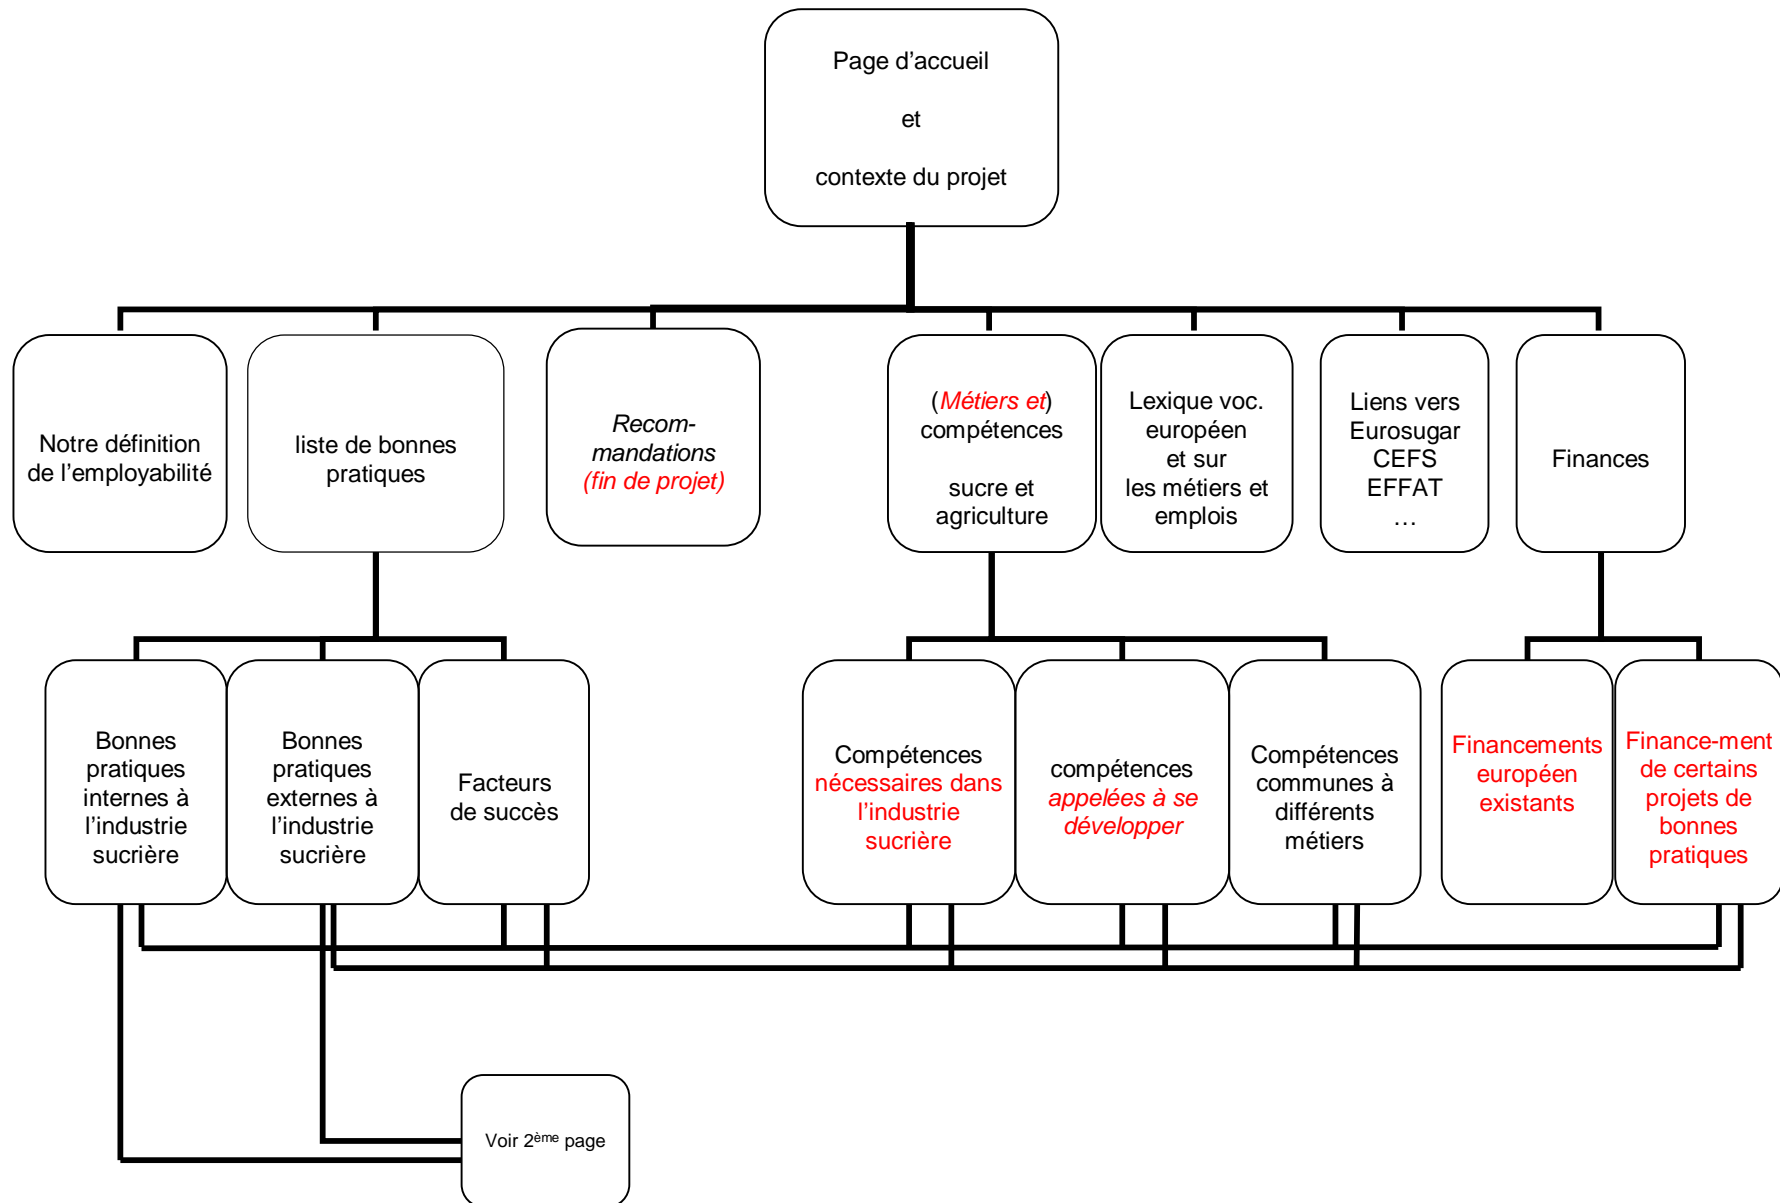 Page d’accueil
et
contexte du projet
Notre définition
de l’employabilité
liste de bonnes
pratiques
Recom-
mandations
(fin de projet)
(Métiers et)
compétences
sucre et
agriculture
Lexique voc.
européen
et sur
les métiers et
emplois
Liens vers
Eurosugar
CEFS
EFFAT
…
Finances
Bonnes
pratiques
internes à
l’industrie
sucrière
Bonnes
pratiques
externes à
l’industrie
sucrière
Facteurs
de succès
Compétences
nécessaires dans
l’industrie
sucrière
compétences
appelées à se
développer
Compétences
communes à
différents
métiers
Financements
européen
existants
Finance-ment
de certains
projets de
bonnes
pratiques
Voir 2ème page